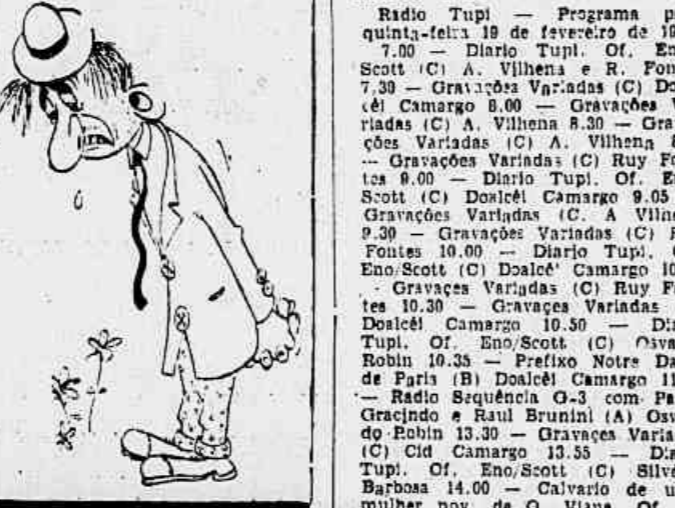 Radio Tupi — Programa p
quinta-feira 19 de fevereiro de 19
7.00 — Diario Tupi. Of. En
Scott (C) A. Vilhena e R. Fon
7.30 — Gravações Variadas (C) Do
cêl Camargo 8.00 — Gravações V
riadas (C) A. Vilhena 8.30 — Gra
ções Variadas (C) A. Vilhena 8
— Gravações Variadas (C) Ruy Fo
tes 9.00 — Diario Tupi. Of. E
Scott (C) Doalcêl Camargo 9.05
Gravações Variadas (C. A Vilhe
9.30 — Gravações Variadas (C) R
Fontes 10.00 — Diario Tupi.
Eno/Scott (C) Doalcê' Camargo 10
- Gravaçes Variadas (C) Ruy F
tes 10.30 — Gravaçes Variadas
Doalcêl Camargo 10.50 — Di
Tupi. Of. Eno/Scott (C) Osva
Robin 10.35 — Prefixo Notre Da
de Paris (B) Doalcêl Camargo 11
— Radio Sequência G-3 com Pa
Gracindo e Raul Brunini (A) Osv
do Robin 13.30 — Gravaçes Varia
(C) Cid Camargo 13.55 — Di
Tupi. Of. Eno/Scott (C) Silve
Barbosa 14.00 — Calvario de u
mulher nov. de O. Viana Of